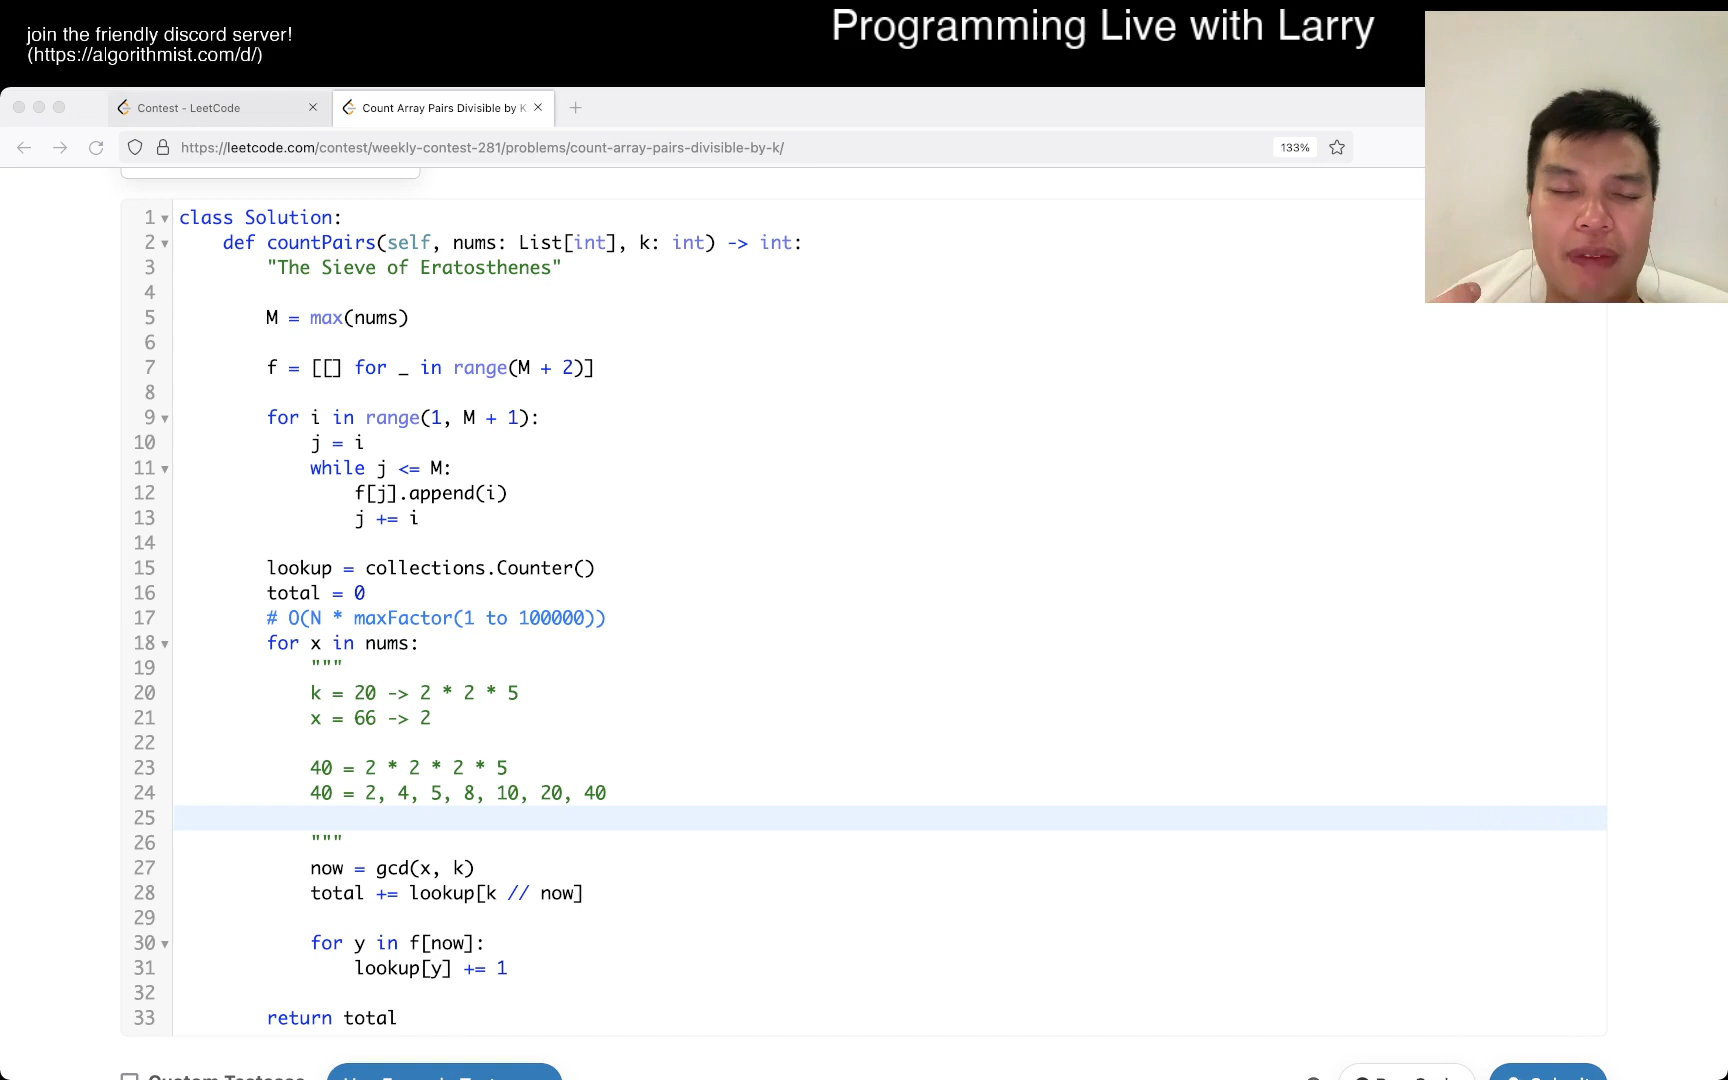 join the friendly discord server!
(https://algorithmist.com/d/)
Programming Live with Larry
Contest - LeetCode
Count Array Pairs Divisible by K
https://leetcode.com/contest/weekly-contest-281/problems/count-array-pairs-divisible-by-k/
133%
1 class Solution:
2 def countPairs(self, nums: List[int], k: int) -> int:
3 "The Sieve of Eratosthenes"
4
5 M = max(nums)
6
7 f = [[] for _ in range(M + 2)]
8
9 for i in range(1, M + 1):
10 j = i
11 while j <= M:
12 f[j].append(i)
13 j += i
14
15 lookup = collections.Counter()
16 total = 0
17 # O(N * maxFactor(1 to 100000))
18 for x in nums:
19 """
20 k = 20 -> 2 * 2 * 5
21 x = 66 -> 2
22
23 40 = 2 * 2 * 2 * 5
24 40 = 2, 4, 5, 8, 10, 20, 40
25
26 """
27 now = gcd(x, k)
28 total += lookup[k // now]
29
30 for y in f[now]:
31 lookup[y] += 1
32
33 return total